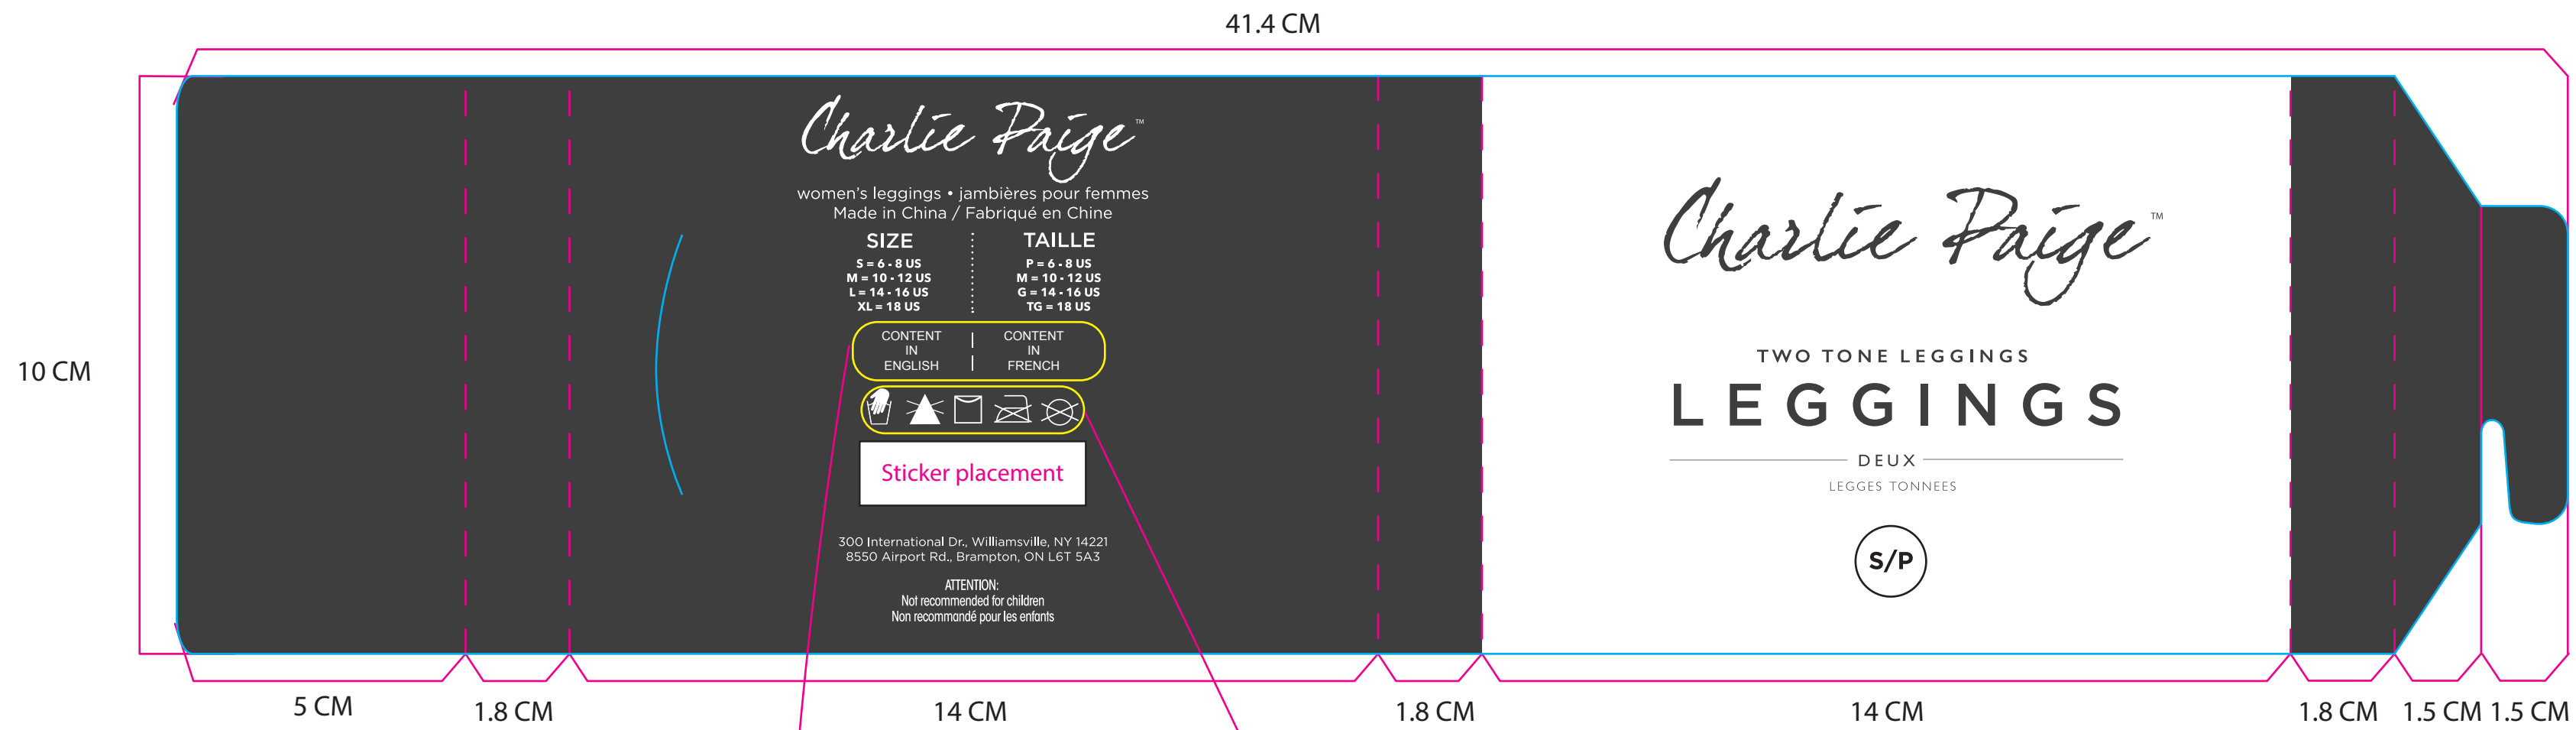 41.4 CM
10 CM
Charlie Paige™
women's leggings • jambières pour femmes
Made in China / Fabriqué en Chine
SIZE
S = 6 - 8 US
M = 10 - 12 US
L = 14 - 16 US
XL = 18 US
TAILLE
P = 6 - 8 US
M = 10 - 12 US
G = 14 - 16 US
TG = 18 US
CONTENT
IN
ENGLISH
CONTENT
IN
FRENCH
Sticker placement
300 International Dr., Williamsville, NY 14221
8550 Airport Rd., Brampton, ON L6T 5A3
ATTENTION:
Not recommended for children
Non recommandé pour les enfants
Charlie Paige™
TWO TONE LEGGINGS
LEGGINGS
DEUX
LEGGES TONNEES
S/P
5 CM
1.8 CM
14 CM
1.8 CM
14 CM
1.8 CM
1.5 CM
1.5 CM